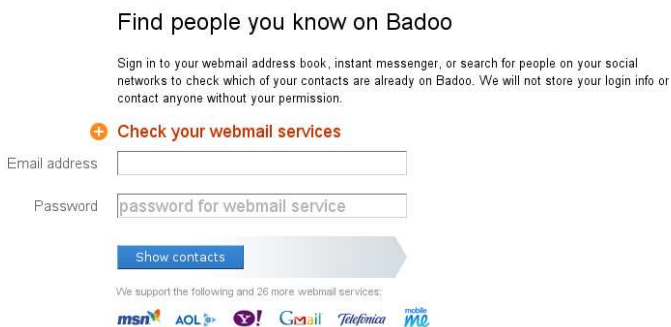 Find people you know on Badoo
Sign in to your webmail address book, instant messenger, or search for people on your social
networks to check which of your contacts are already on Badoo. We will not store your login info or
contact anyone without your permission.
Check your webmail services
Email address
Password password for webmail service
Show contacts
We support the following and 26 more webmail services:
msn AOL Y! Gmail Telefónica mobile me